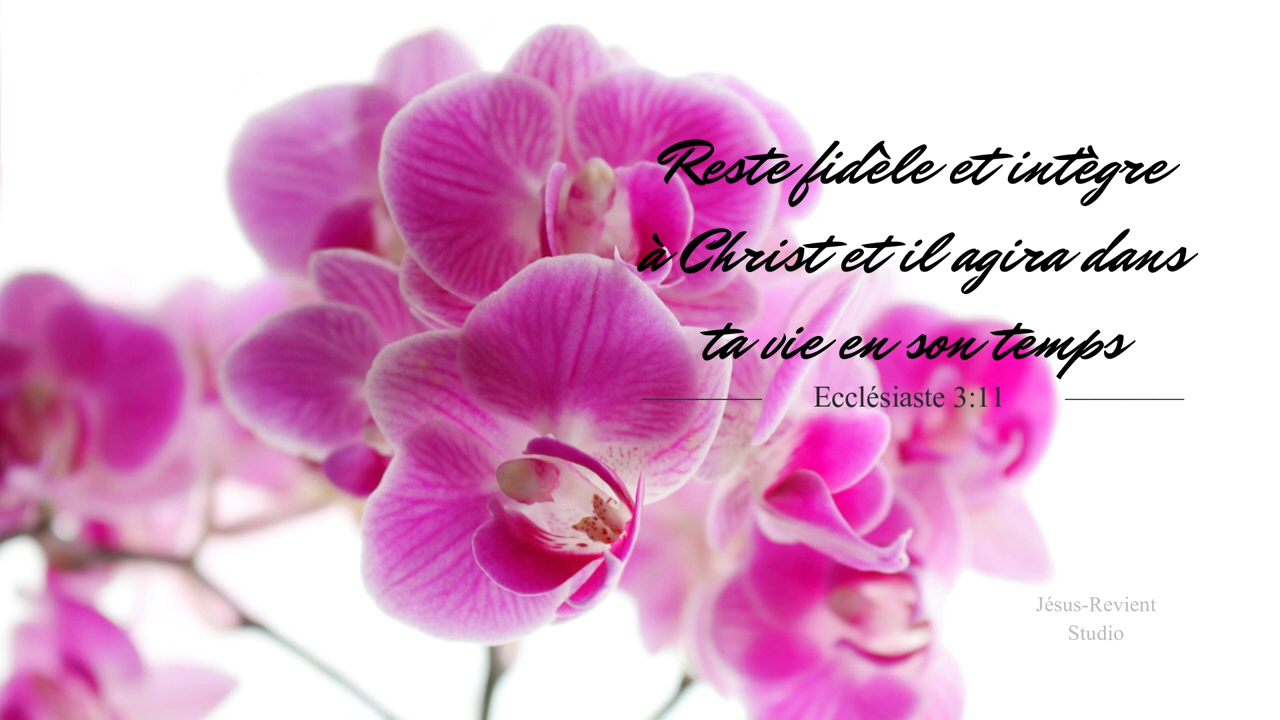 Reste fidèle et intègre
à Christ et il agira dans
ta vie en son temps
Ecclésiaste 3:11
Jésus-Revient
Studio